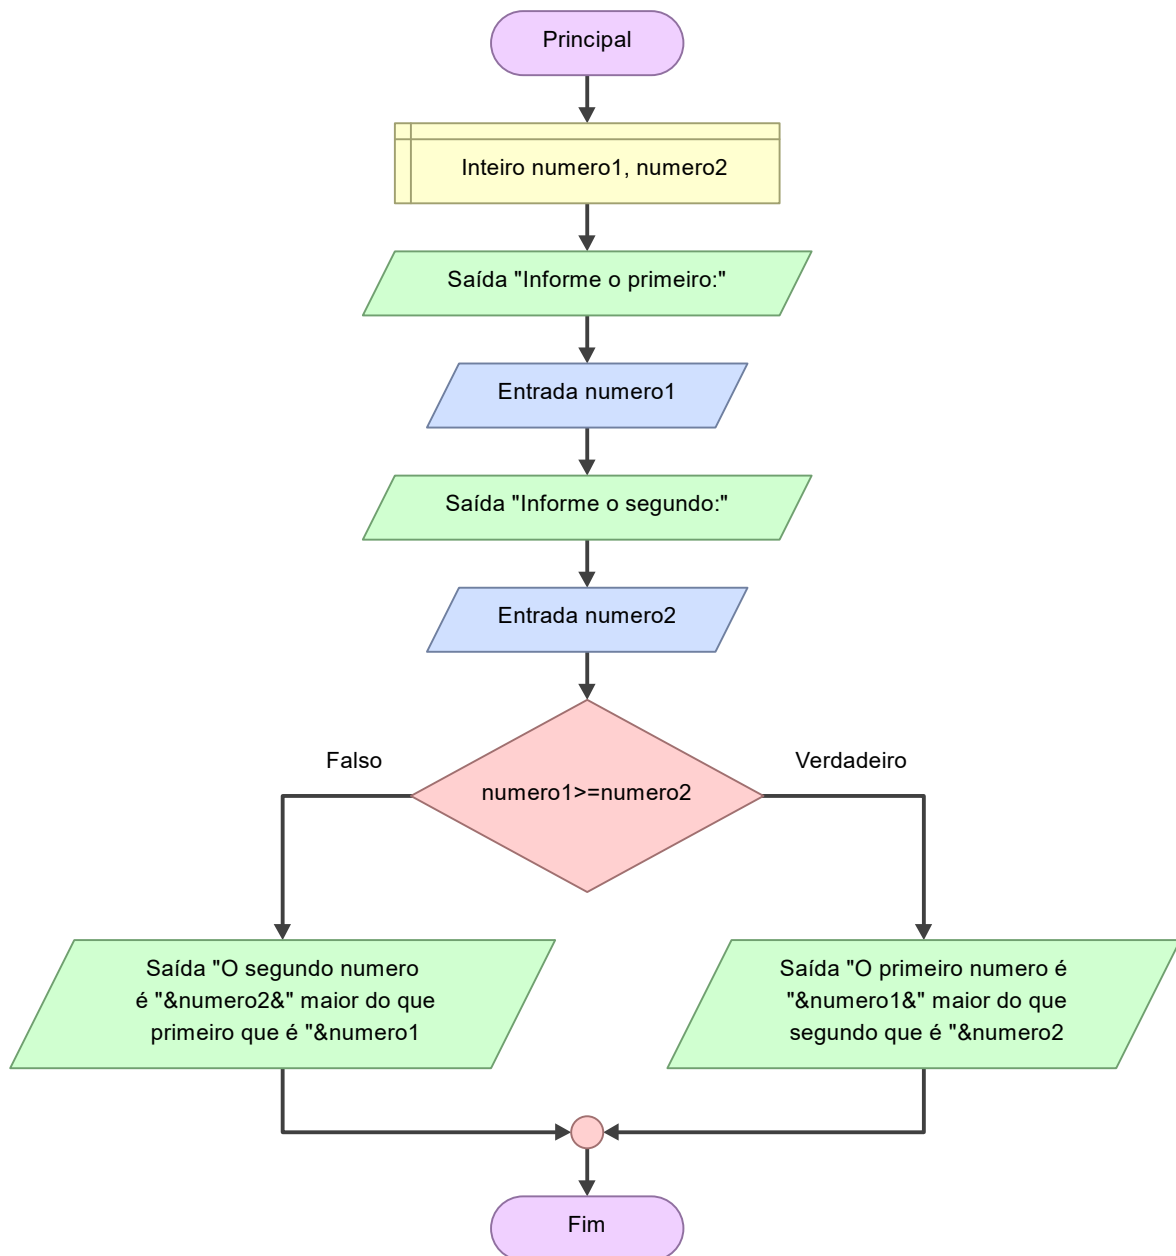 Principal
Inteiro numero1, numero2
Saída "Informe o primeiro:"
Entrada numero1
Saída "Informe o segundo:"
Entrada numero2
numero1>=numero2
Falso
Verdadeiro
Saída "O segundo numero
é "&numero2&" maior do que
primeiro que é "&numero1
Saída "O primeiro numero é
"&numero1&" maior do que
segundo que é "&numero2
Fim